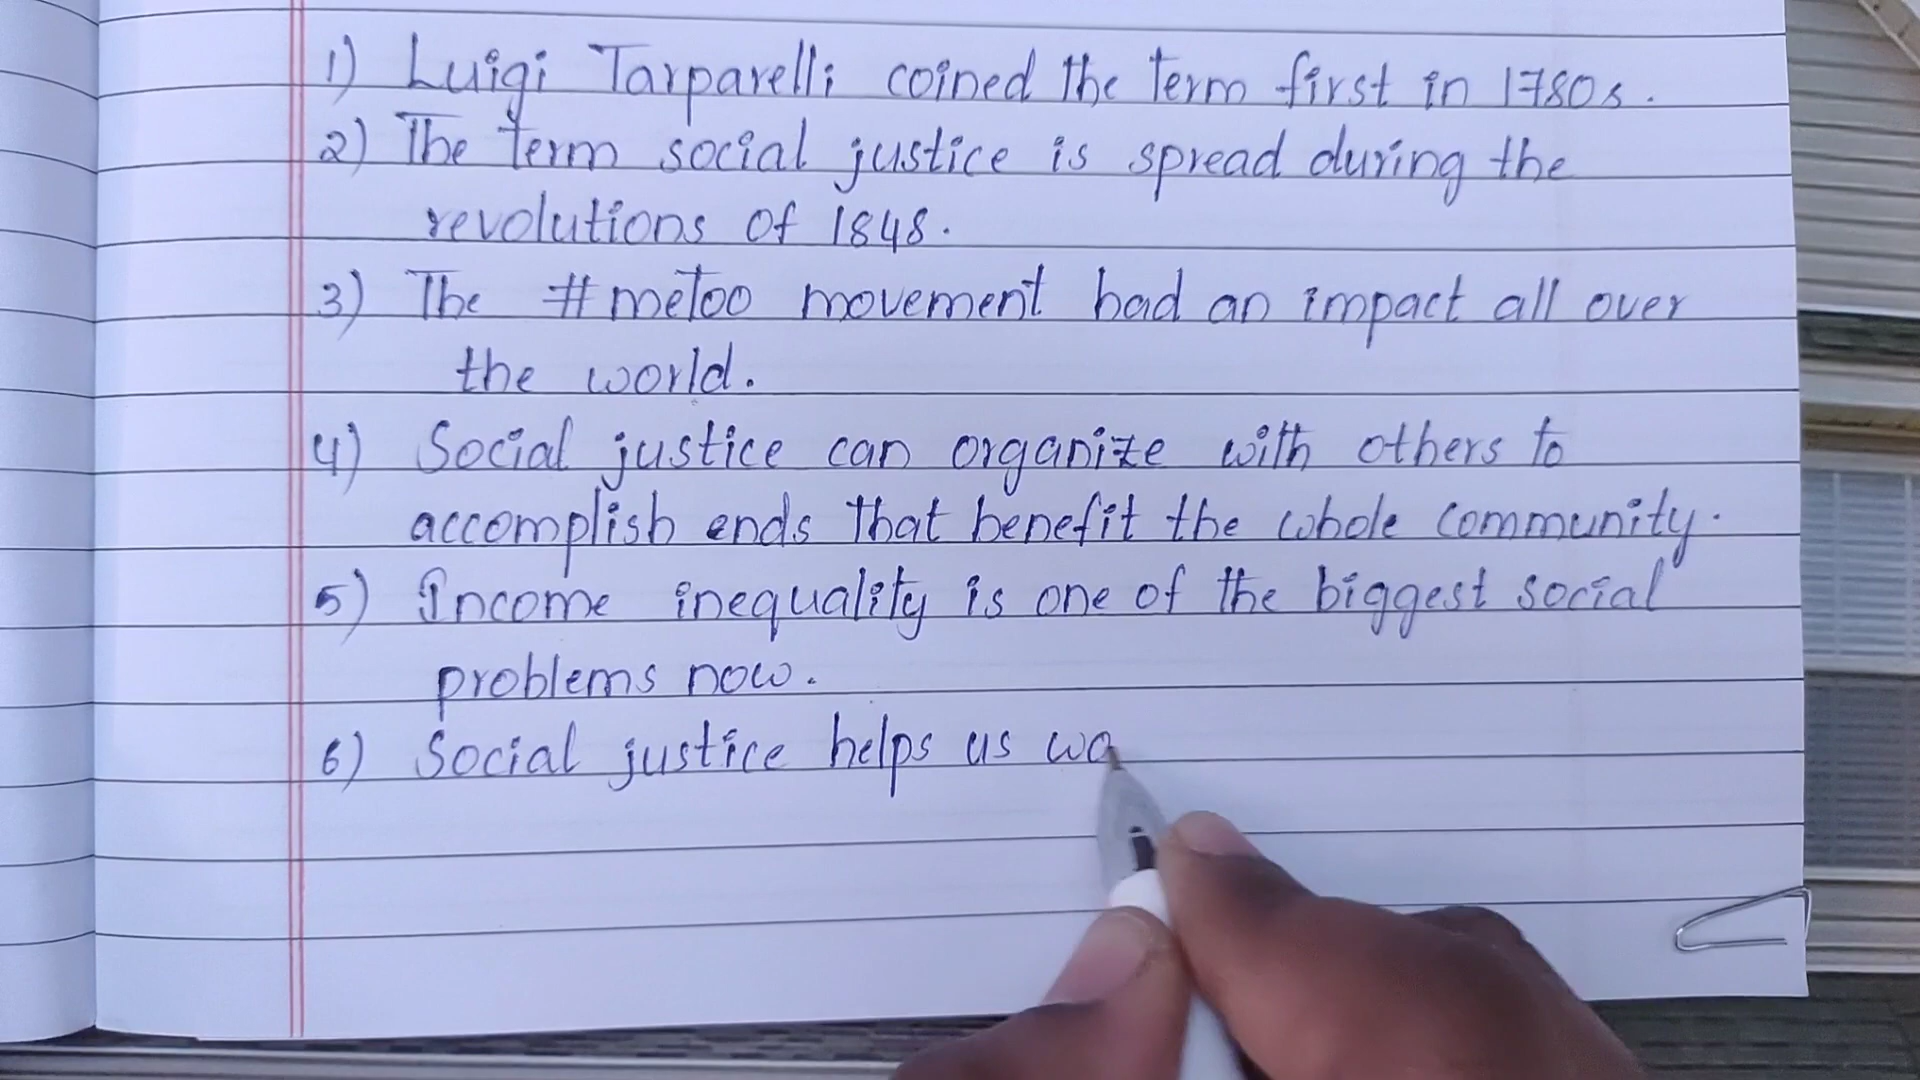 1) Luigi Tarparelli coined the term first in 1780s.
2) The term social justice is spread during the
revolutions of 1848.
3) The #metoo movement had an impact all over
the world.
4) Social justice can organize with others to
accomplish ends that benefit the whole community.
5) Income inequality is one of the biggest social
problems now.
6) Social justice helps us wo